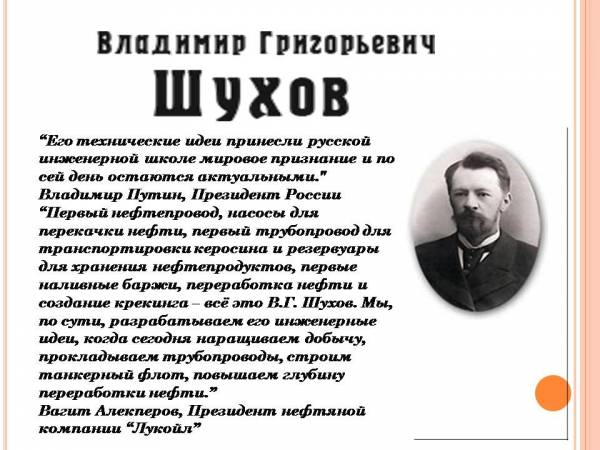 Владимир Григорьевич
Шухов
“Его технические идеи принесли русской
инженерной школе мировое признание и по
сей день остаются актуальными."
Владимир Путин, Президент России
“Первый нефтепровод, насосы для
перекачки нефти, первый трубопровод для
транспортировки керосина и резервуары
для хранения нефтепродуктов, первые
наливные баржи, переработка нефти и
создание крекинга – всё это В.Г. Шухов. Мы,
по сути, разрабатываем его инженерные
идеи, когда сегодня наращиваем добычу,
прокладываем трубопроводы, строим
танкерный флот, повышаем глубину
переработки нефти.”
Вагит Алекперов, Президент нефтяной
компании “Лукойл”